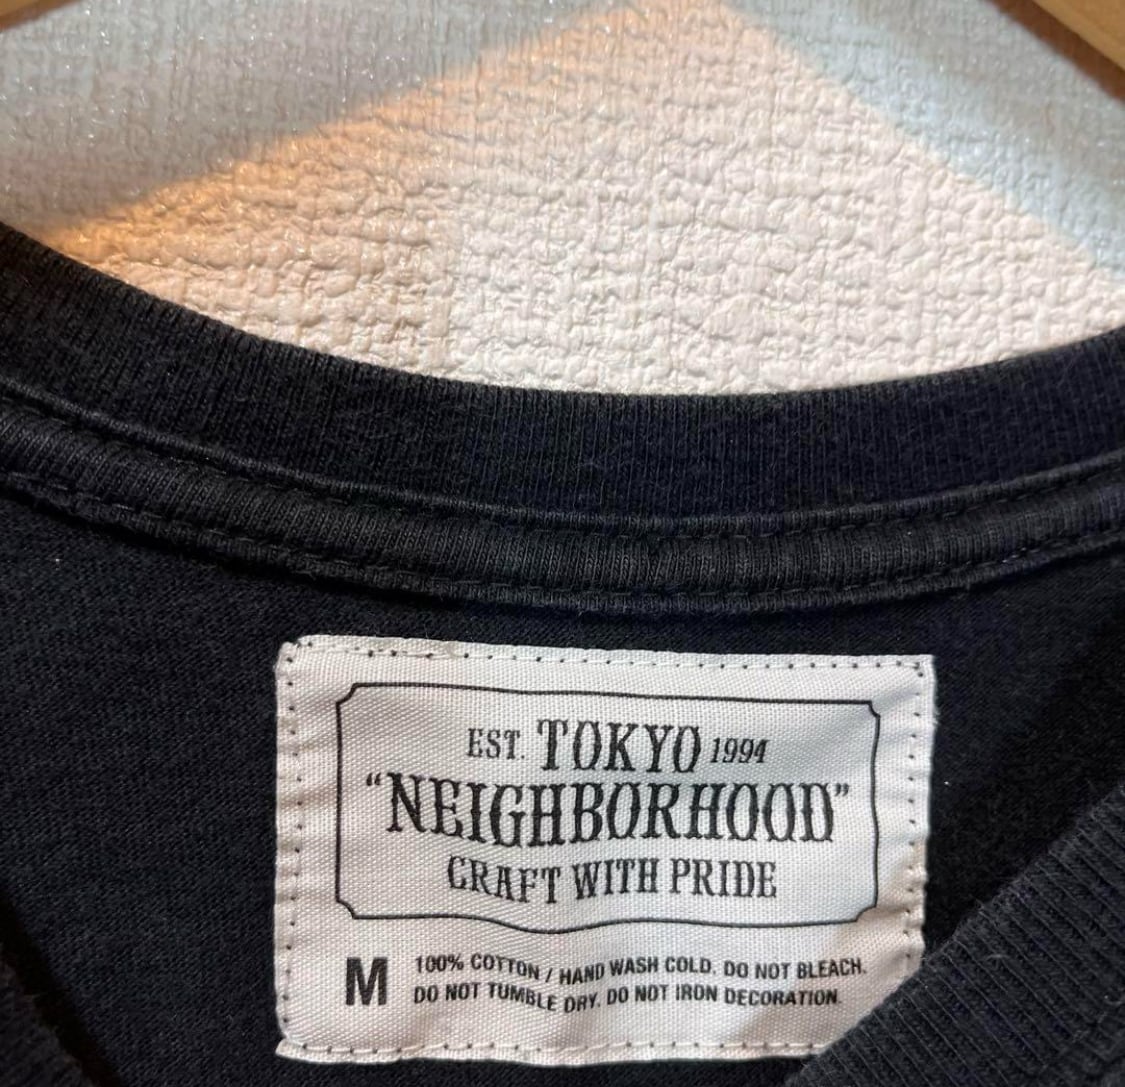 EST. TOKYO 1994
“NEIGHBORHOOD”
CRAFT WITH PRIDE
M
100% COTTON / HAND WASH COLD. DO NOT BLEACH.
DO NOT TUMBLE DRY. DO NOT IRON DECORATION.